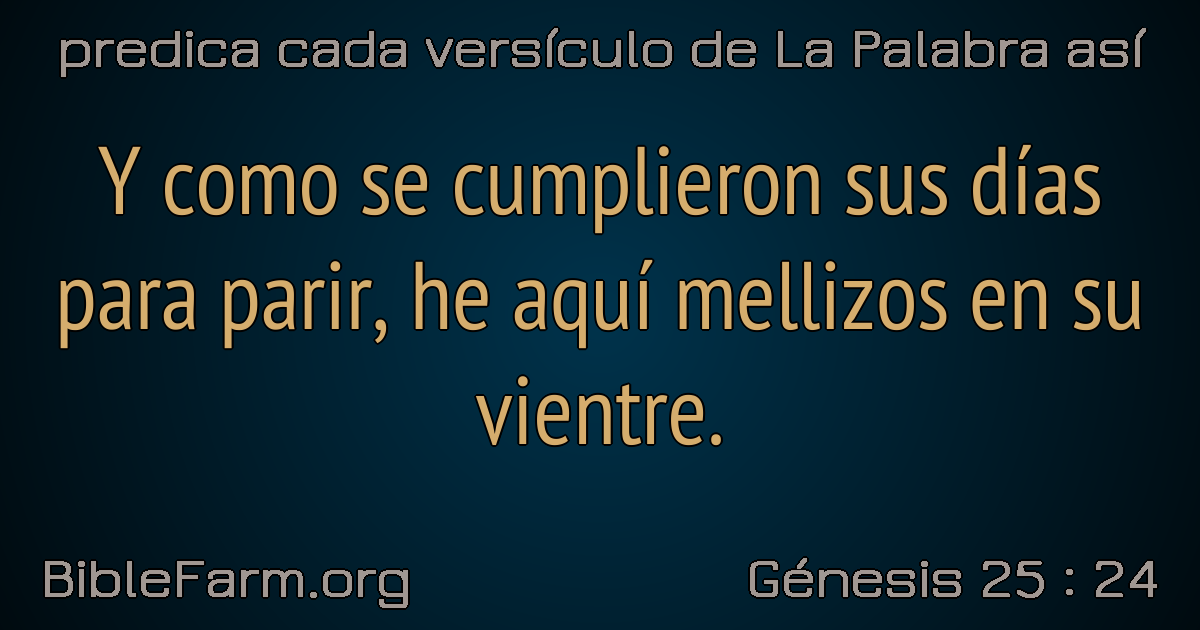 predica cada versículo de La Palabra así
Y como se cumplieron sus días
para parir, he aquí mellizos en su
vientre.
BibleFarm.org
Génesis 25 : 24